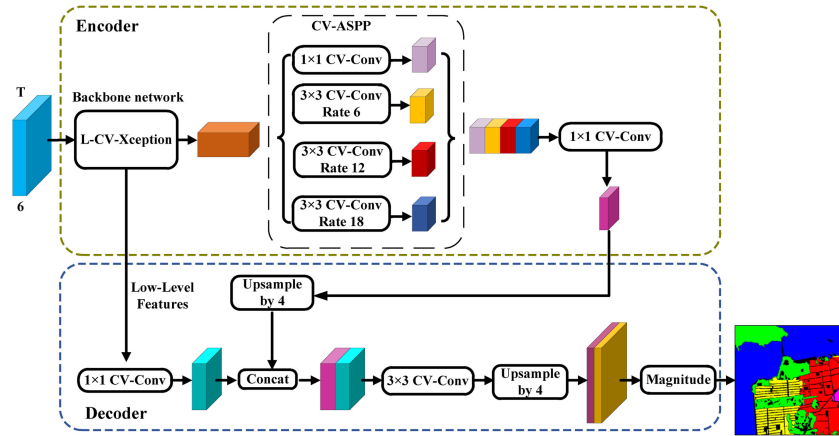 Encoder
CV-ASPP
1×1 CV-Conv
T
Backbone network
3×3 CV-Conv
Rate 6
L-CV-Xception
1×1 CV-Conv
3×3 CV-Conv
Rate 12
6
3×3 CV-Conv
Rate 18
Low-Level
Features
Upsample
by 4
1×1 CV-Conv
Concat
3×3 CV-Conv
Upsample
by 4
Magnitude
Decoder